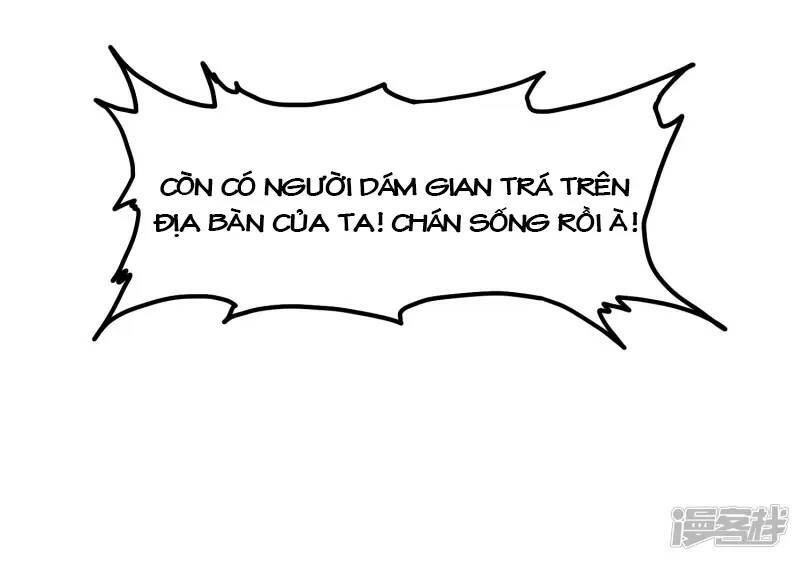 CÒN CÓ NGƯỜI DÁM GIAN TRÁ TRÊN
ĐỊA BÀN CỦA TA! CHÁN SỐNG RỒI À!
漫客栈